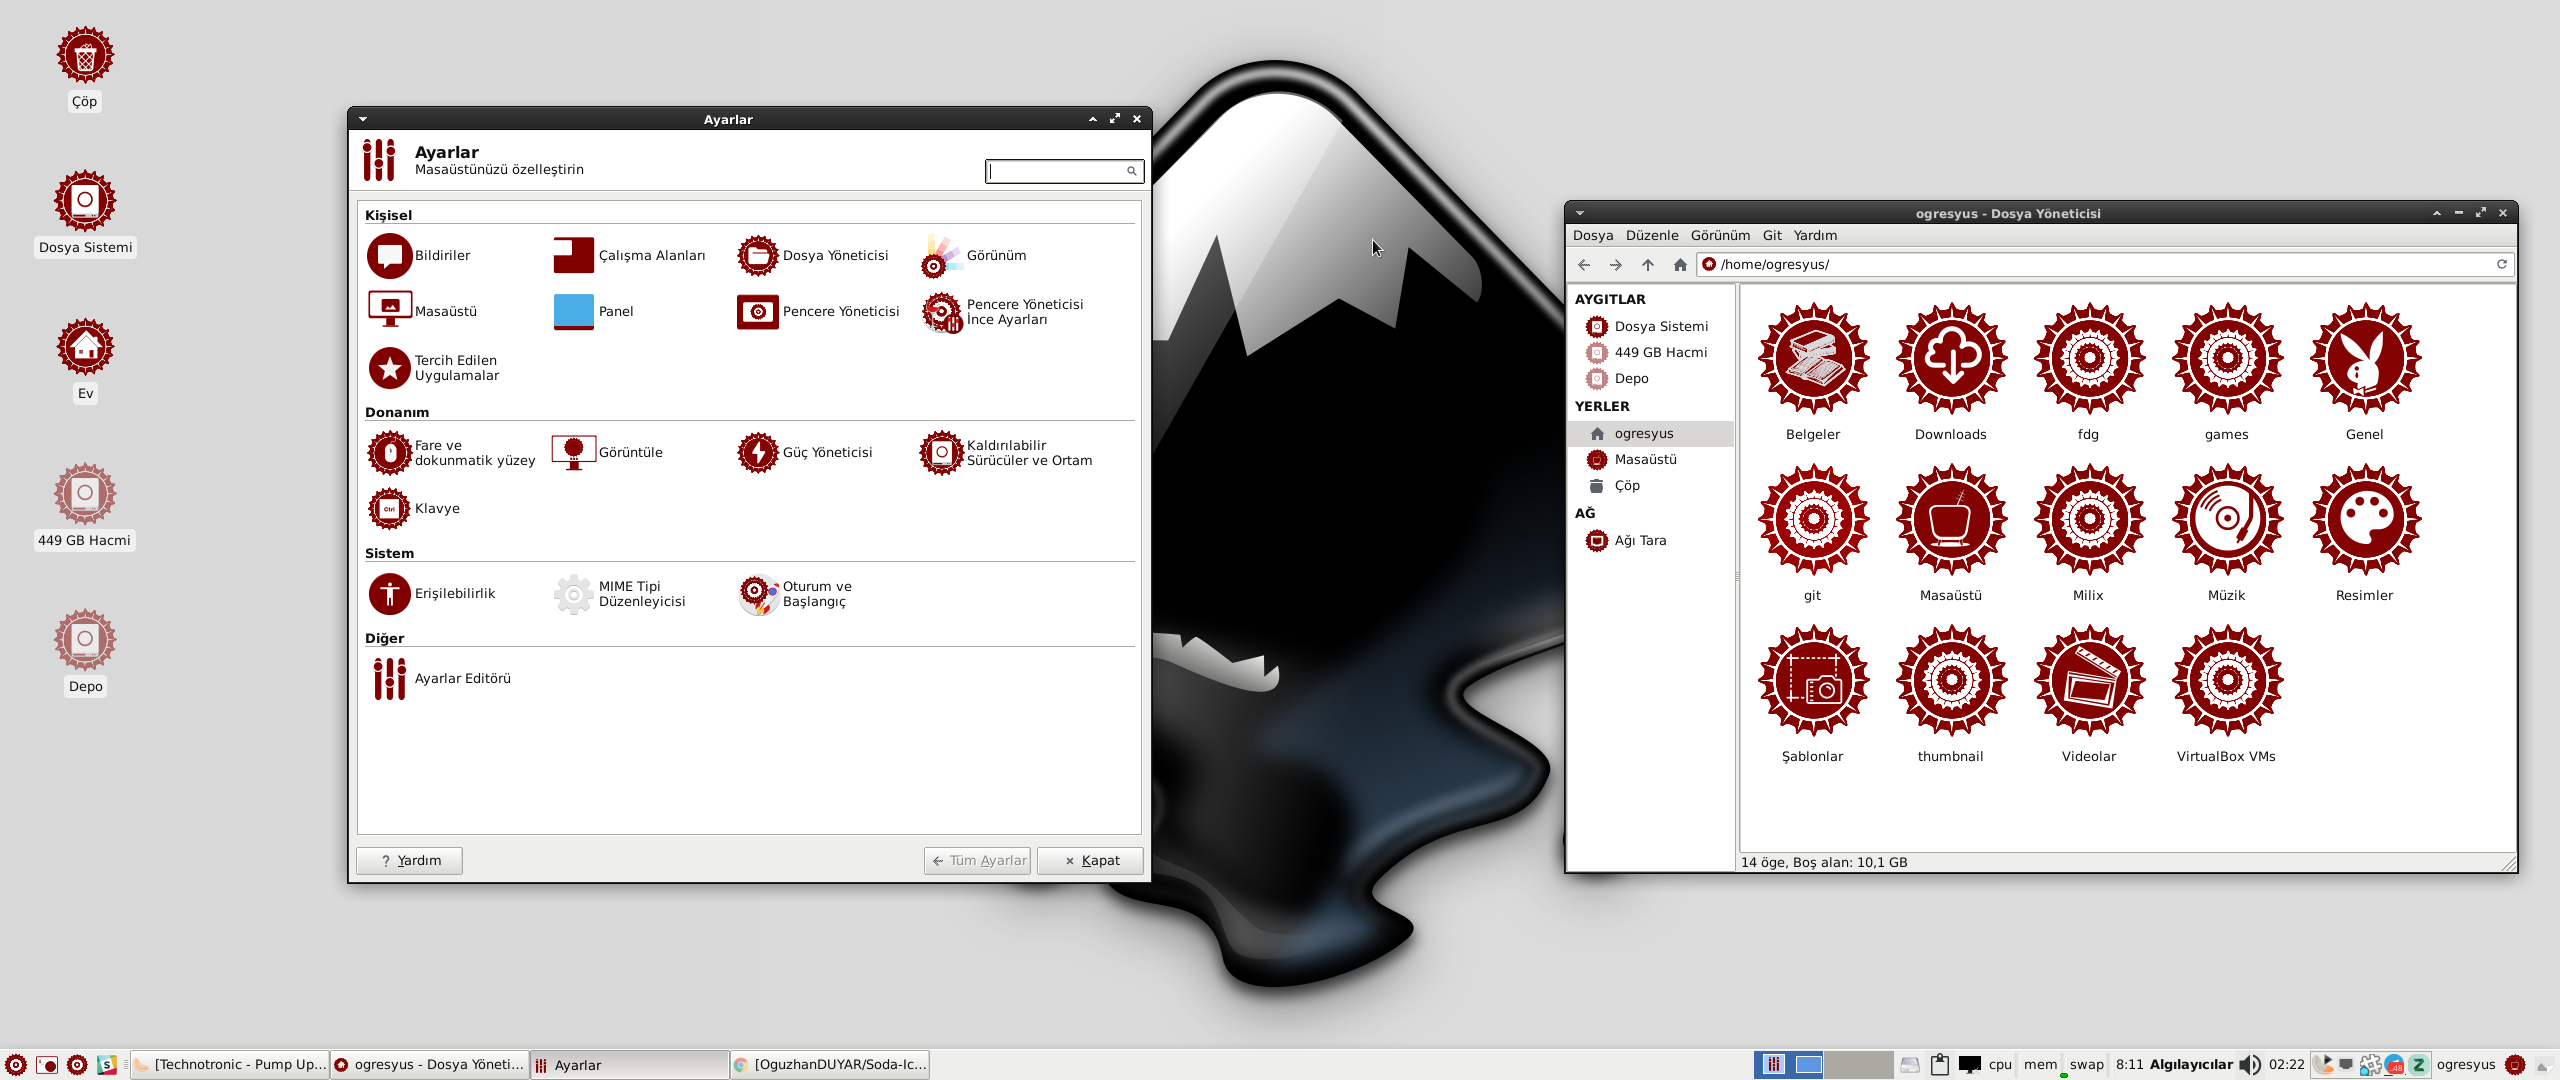 Çöp
Dosya Sistemi
Ev
449 GB Hacmi
Depo
Ayarlar
Ayarlar
Masaüstünüzü özelleştirin
Kişisel
Bildiriler
Çalışma Alanları
Dosya Yöneticisi
Görünüm
Masaüstü
Panel
Pencere Yöneticisi
Pencere Yöneticisi
İnce Ayarları
Tercih Edilen
Uygulamalar
Donanım
Fare ve
dokunmatik yüzey
Görüntüle
Güç Yöneticisi
Kaldırılabilir
Sürücüler ve Ortam
Ctrl
Klavye
Sistem
Erişilebilirlik
MIME Tipi
Düzenleyicisi
Oturum ve
Başlangıç
Diğer
Ayarlar Editörü
? Yardım
Tüm Ayarlar
Kapat
ogresyus - Dosya Yöneticisi
Dosya Düzenle Görünüm Git Yardım
/home/ogresyus/
AYGITLAR
Dosya Sistemi
449 GB Hacmi
Depo
YERLER
ogresyus
Masaüstü
Çöp
AĞ
Ağı Tara
Belgeler
Downloads
fdg
games
Genel
git
Masaüstü
Milix
Müzik
Resimler
Şablonlar
thumbnail
Videolar
VirtualBox VMs
14 öge, Boş alan: 10,1 GB
[Technotronic - Pump Up...
ogresyus - Dosya Yöneti...
Ayarlar
[OguzhanDUYAR/Soda-Ic...
cpu
mem
swap
8:11
Algılayıcılar
02:22
48
Z
ogresyus